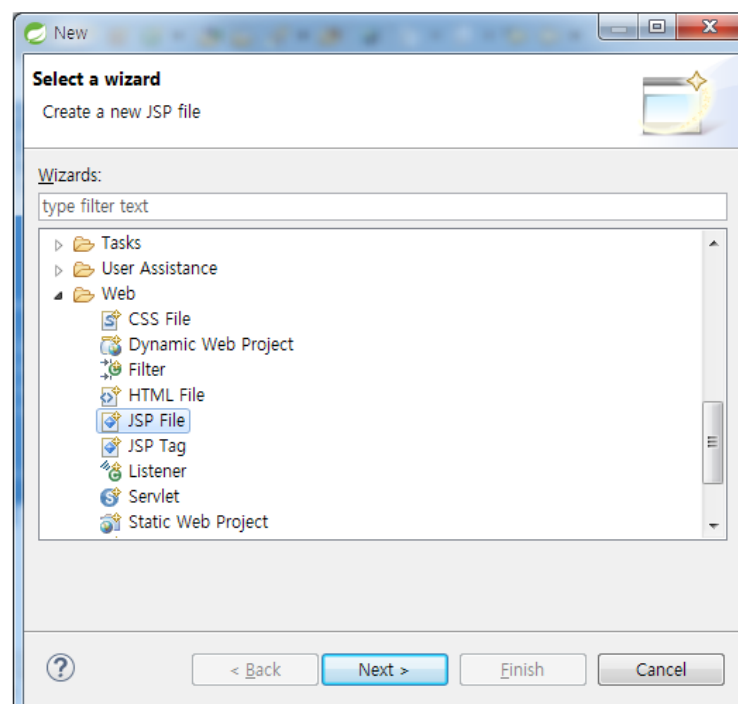 New
Select a wizard
Create a new JSP file
Wizards:
type filter text
Tasks
User Assistance
Web
CSS File
Dynamic Web Project
Filter
HTML File
JSP File
JSP Tag
Listener
Servlet
Static Web Project
< Back Next > Finish Cancel